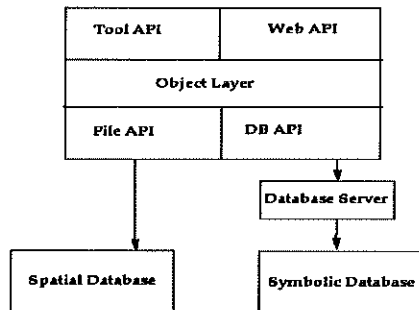 Tool API
Web API
Object Layer
File API
DB API
Database Server
Spatial Database
Symbolic Database